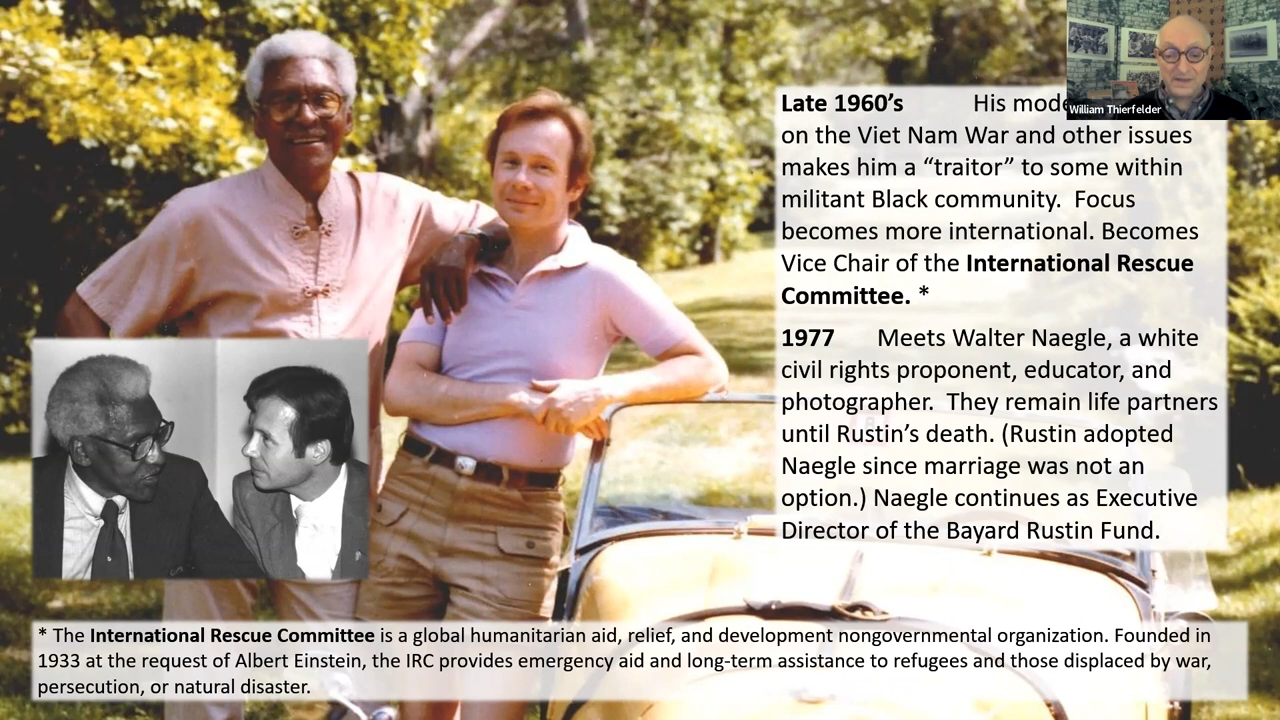 Late 1960’s His
on the Viet Nam War and other issues
makes him a “traitor” to some within
militant Black community. Focus
becomes more international. Becomes
Vice Chair of the International Rescue
Committee. *
1977 Meets Walter Naegle, a white
civil rights proponent, educator, and
photographer. They remain life partners
until Rustin’s death. (Rustin adopted
Naegle since marriage was not an
option.) Naegle continues as Executive
Director of the Bayard Rustin Fund.
* The International Rescue Committee is a global humanitarian aid, relief, and development nongovernmental organization. Founded in
1933 at the request of Albert Einstein, the IRC provides emergency aid and long-term assistance to refugees and those displaced by war,
persecution, or natural disaster.
William Thierfelder